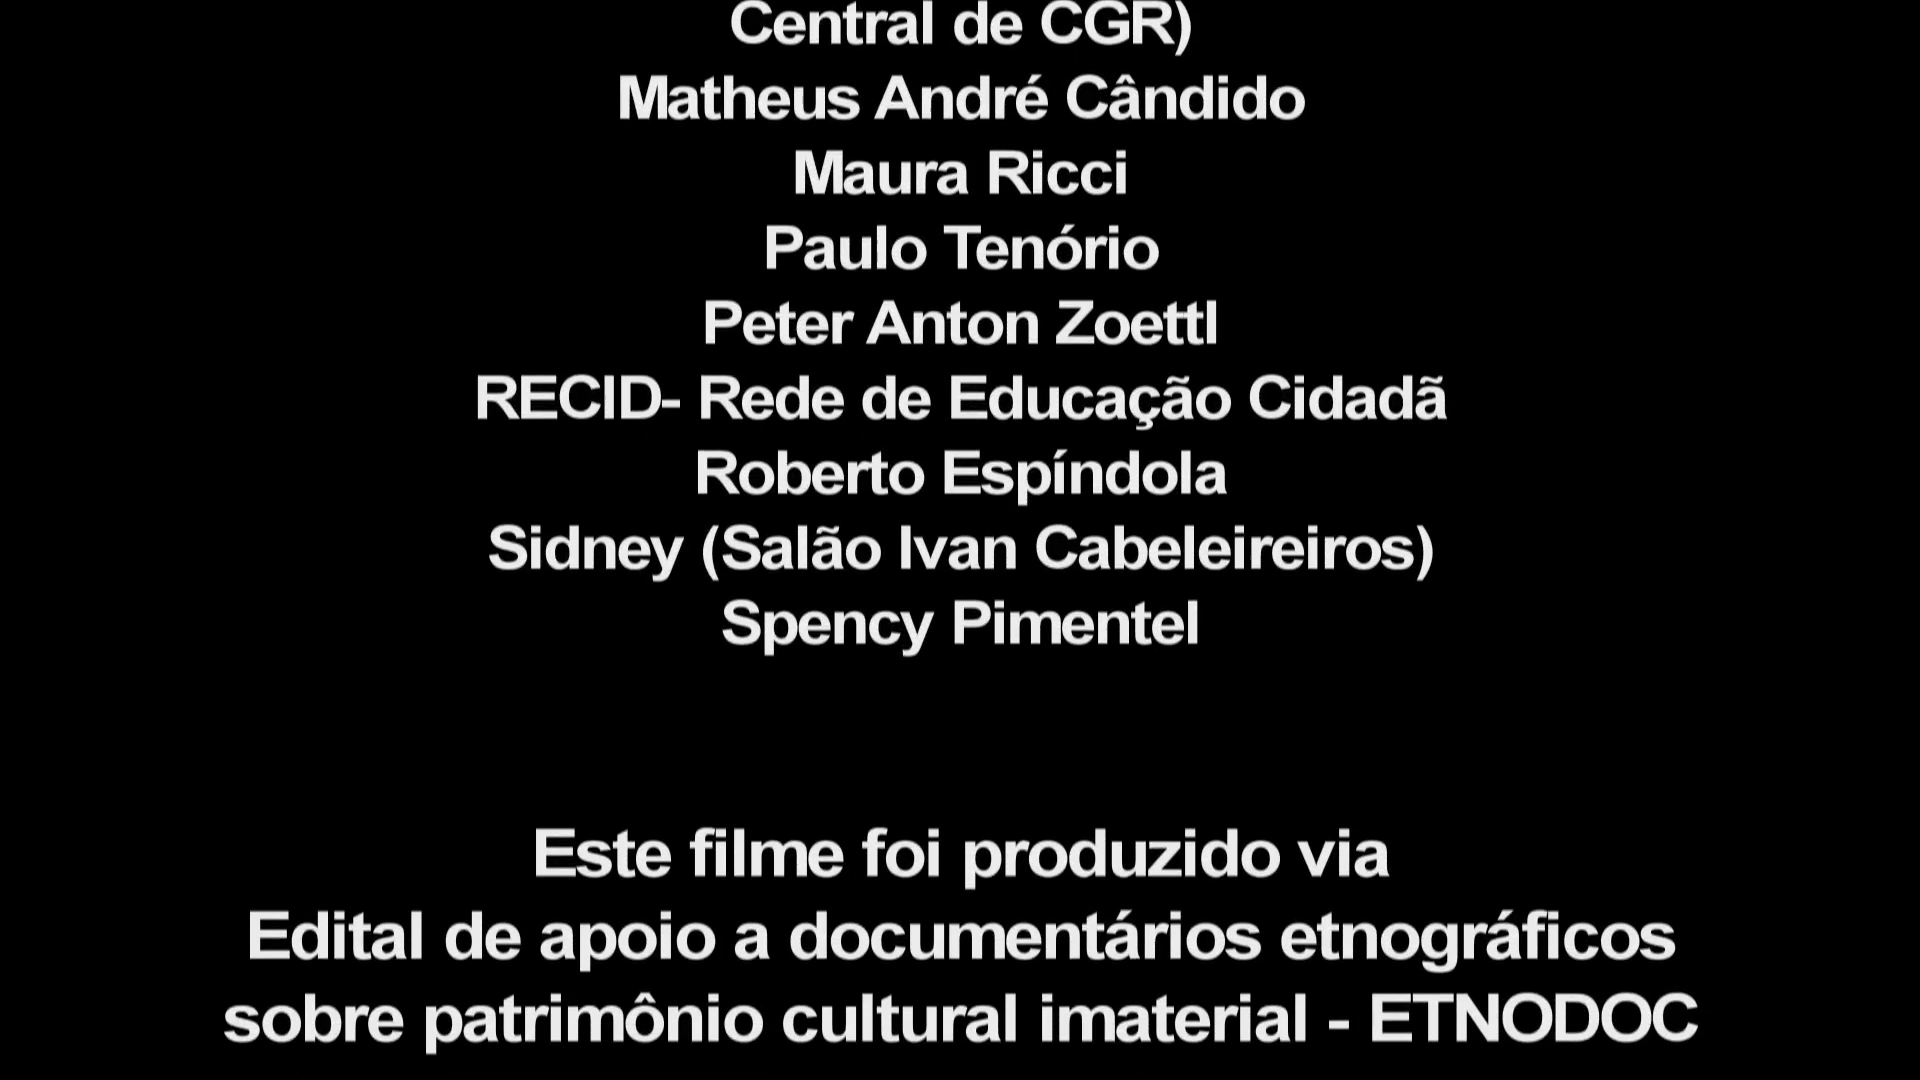 Central de CGR)
Matheus André Cândido
Maura Ricci
Paulo Tenório
Peter Anton Zoettl
RECID- Rede de Educação Cidadã
Roberto Espíndola
Sidney (Salão Ivan Cabeleireiros)
Spency Pimentel
Este filme foi produzido via
Edital de apoio a documentários etnográficos
sobre patrimônio cultural imaterial - ETNODOC